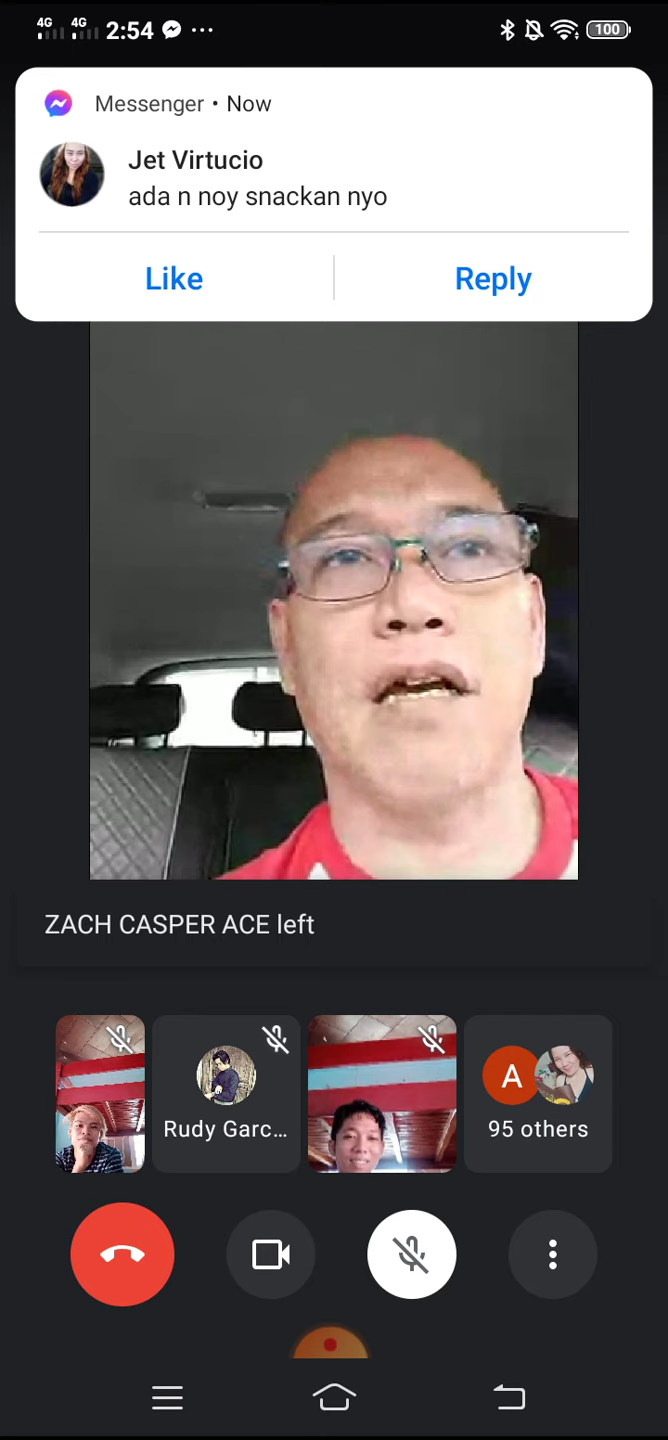 4G 4G 2:54 100
Messenger • Now
Jet Virtucio
ada n noy snackan nyo
Like Reply
ZACH CASPER ACE left
A
Rudy Garc... 95 others